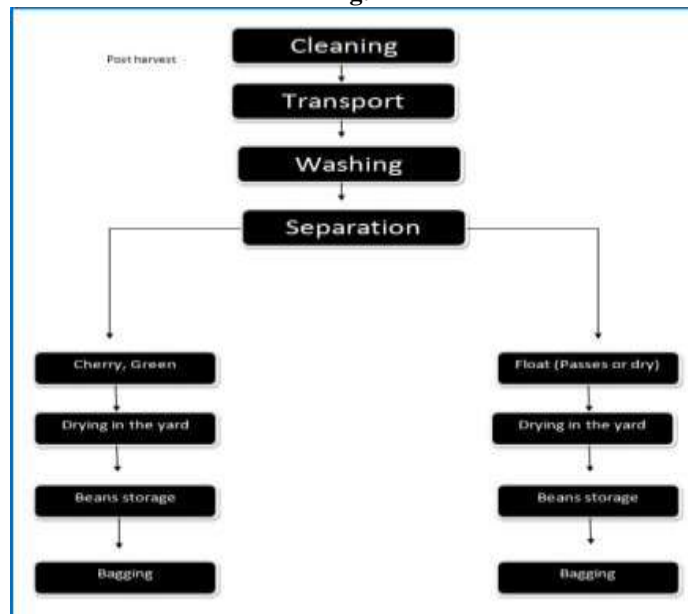 Post harvest
Cleaning
Transport
Washing
Separation
Cherry, Green
Drying in the yard
Beans storage
Bagging
Float (Passes or dry)
Drying in the yard
Beans storage
Bagging